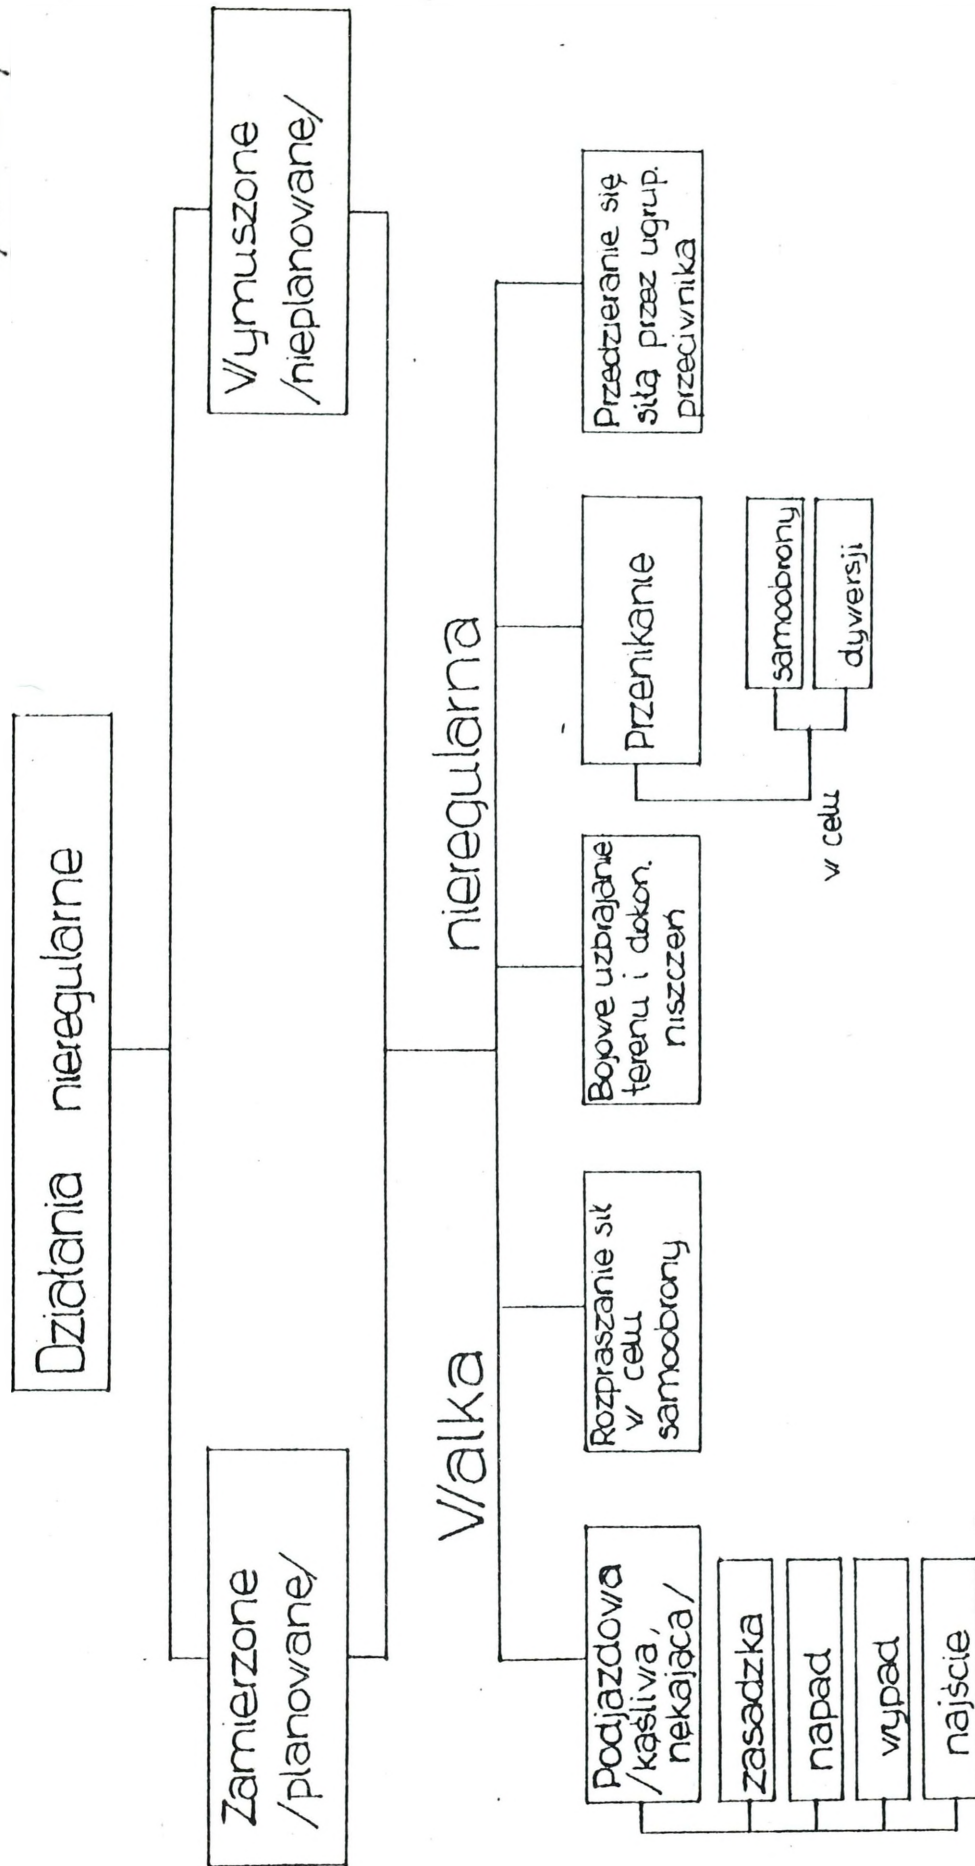 Działania nieregularne
Zamierzone
/planowane/
Wymuszone
/nieplanowane/
Walka nieregularna
Podjazdowa
/kąśliwa,
nękająca/
zasadzka
napad
wypad
najście
Rozpraszanie sił
w celu
samoobrony
Bojowe uzbrajanie
terenu i dokon.
niszczeń
Przenikanie
w celu
samoobrony
dywersji
Przedzieranie się
siłą przez ugrup.
przeciwnika